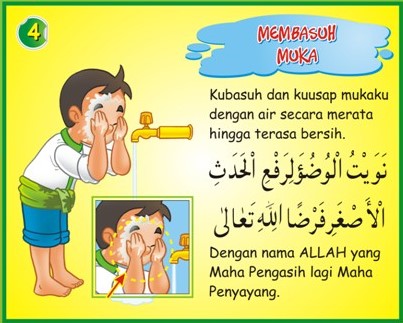 4
MEMBASUH
MUKA
Kubasuh dan kuusap mukaku
dengan air secara merata
hingga terasa bersih.
نَوَيْتُ الْوُضُوْءَ لِرَفْعِ الْحَدَثِ
الْأَصْغَرِ فَرْضًا لِلّٰهِ تَعَالٰى
Dengan nama ALLAH yang
Maha Pengasih lagi Maha
Penyayang.